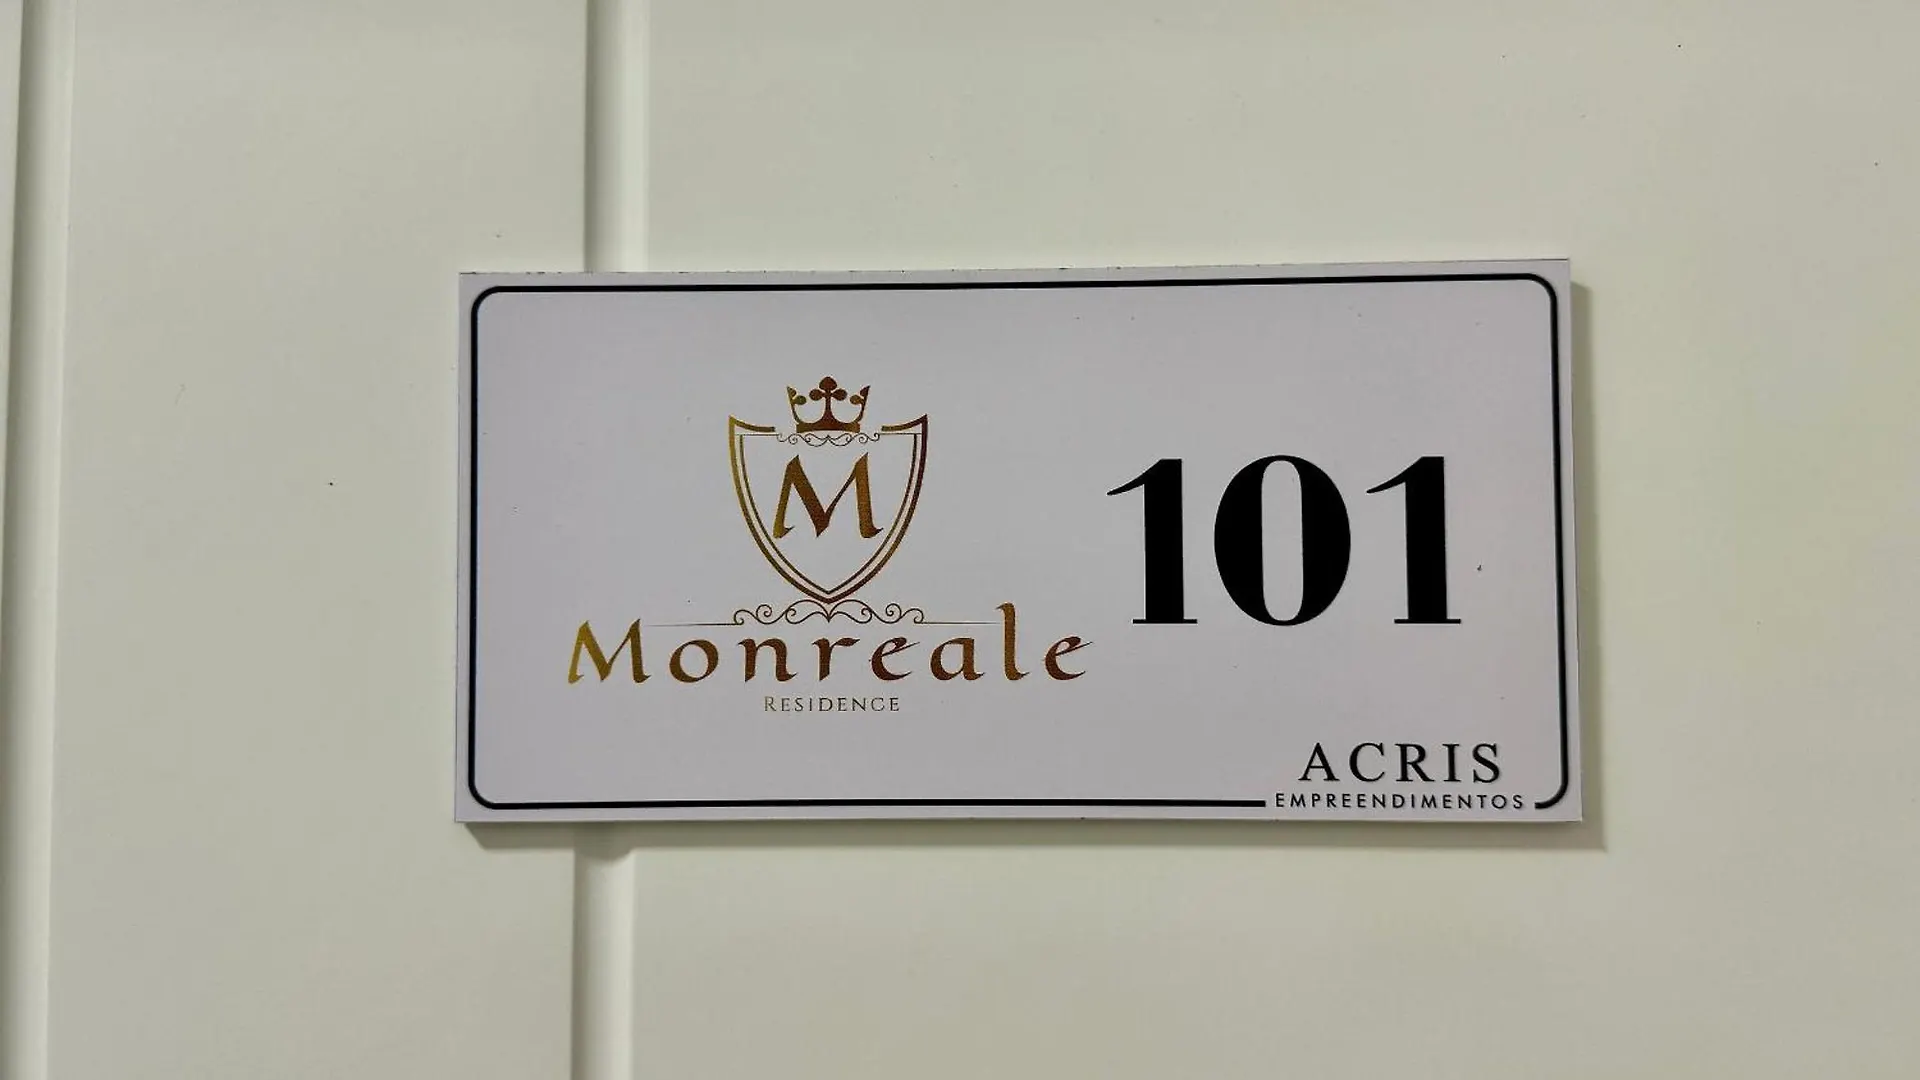 M
Monreale
RESIDENCE
101
ACRIS
EMPREENDIMENTOS